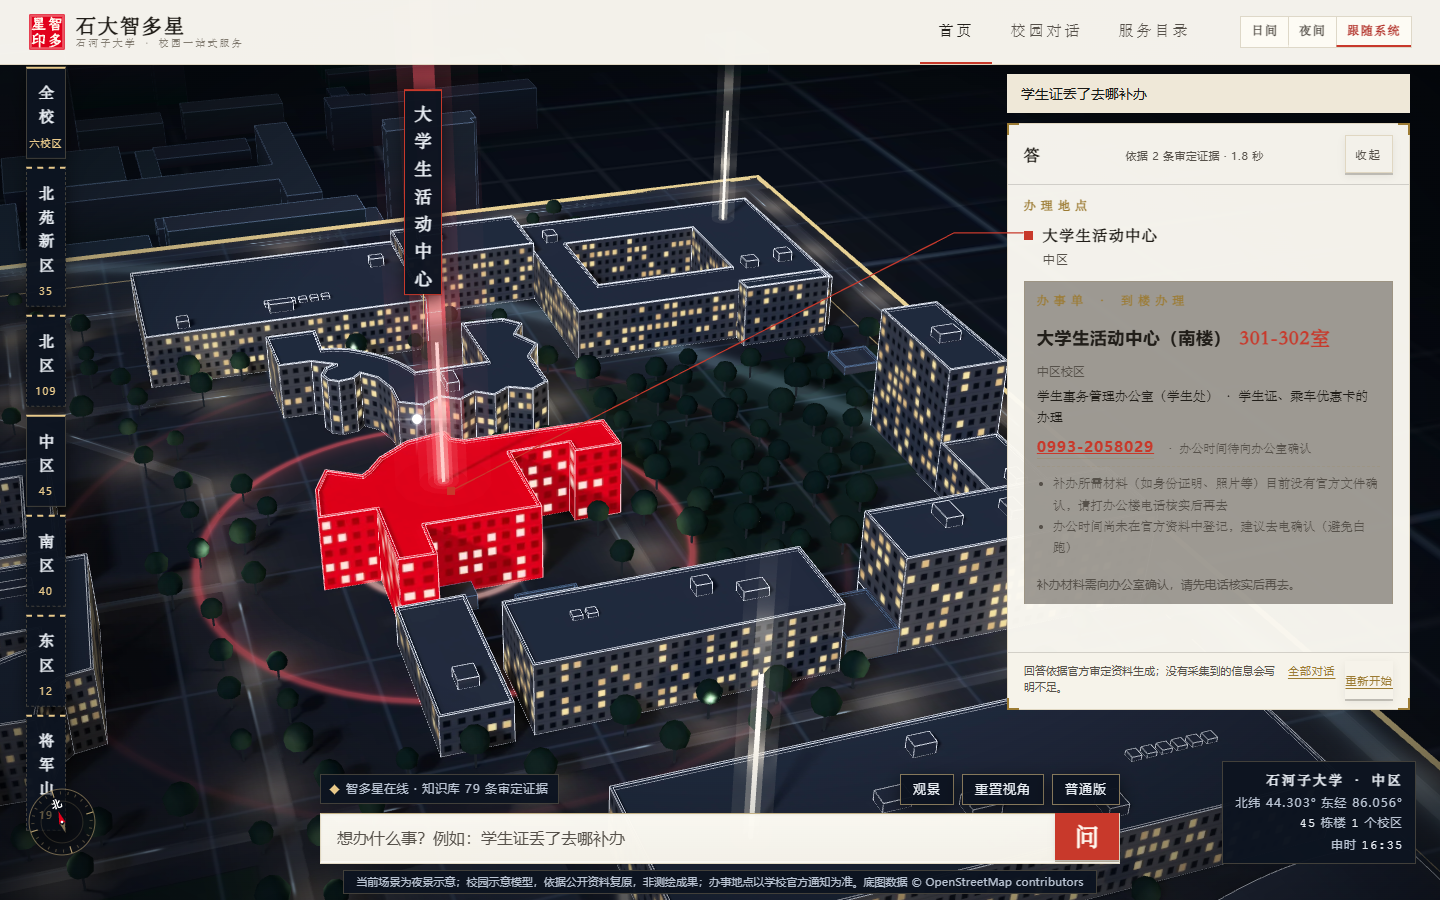 智多星印
石大智多星
石河子大学 · 校园一站式服务
首页
校园对话
服务目录
日间
夜间
跟随系统
全校
六校区
北苑新区
35
北区
109
中区
45
南区
40
东区
12
将军山
19
北
大学生活动中心
学生证丢了去哪补办
答
依据 2 条审定证据 · 1.8 秒
收起
办理地点
大学生活动中心
中区
办事单 · 到楼办理
大学生活动中心（南楼） 301-302室
中区校区
学生事务管理办公室（学生处） · 学生证、乘车优惠卡的
办理
0993-2058029 · 办公时间待向办公室确认
• 补办所需材料（如身份证明、照片等）目前没有官方文件确
认，请打办公楼电话核实后再去
• 办公时间尚未在官方资料中登记，建议去电确认（避免白
跑）
补办材料需向办公室确认，请先电话核实后再去。
回答依据官方审定资料生成；没有采集到的信息会写
明不足。
全部对话
重新开始
智多星在线 · 知识库 79 条审定证据
观景
重置视角
普通版
想办什么事？例如：学生证丢了去哪补办
问
当前场景为夜景示意；校园示意模型，依据公开资料复原，非测绘成果；办事地点以学校官方通知为准。底图数据 © OpenStreetMap contributors
石河子大学 · 中区
北纬 44.303° 东经 86.056°
45 栋楼 1 个校区
申时 16:35